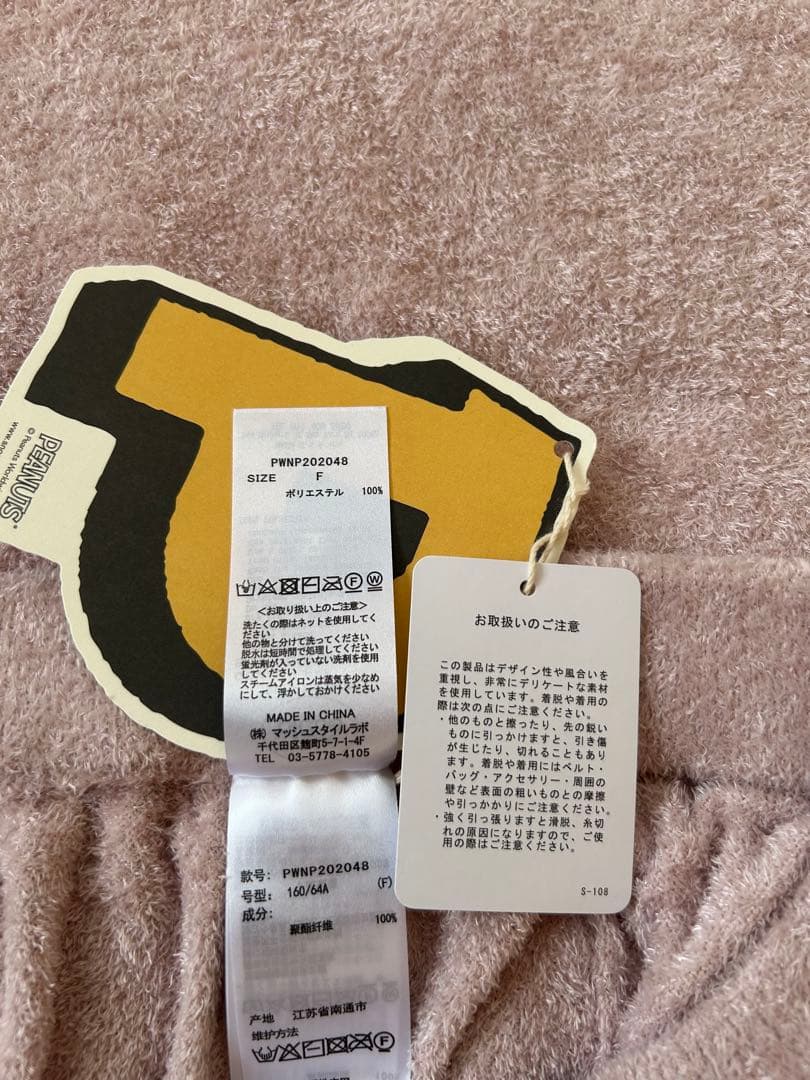 PEANUTS
© Peanuts
PWNP202048
SIZE F
ポリエステル 100%
<お取り扱い上のご注意>
洗たくの際はネットを使用してく
ださい
他の物と分けて洗ってください
脱水は短時間で処理してください
蛍光剤が入っていない洗剤を使用
してください
スチームアイロンは蒸気を少なめ
にして、浮かしておかけください
MADE IN CHINA
(株) マッシュスタイルラボ
千代田区麹町5-7-1-4F
TEL 03-5778-4105
款号: PWNP202048
号型: 160/64A (F)
成分:
聚酯纤维 100%
产地 江苏省南通市
维护方法
お取扱いのご注意
この製品はデザイン性や風合いを
重視し、非常にデリケートな素材
を使用しています。着脱や着用の
際は次の点にご注意ください。
・他のものと擦ったり、先の鋭い
ものに引っかけますと、引き傷
が生じたり、切れることもあり
ます。着脱や着用にはベルト・
バッグ・アクセサリー・周囲の
壁など表面の粗いものとの摩擦
や引っかかりにご注意ください。
・強く引っ張りますと滑脱、糸切
れの原因になりますので、ご使
用の際はご注意ください。
S-108